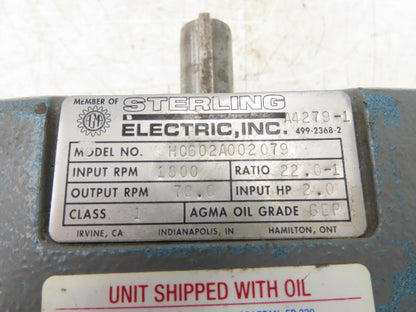 MEMBER OF STERLING A4279-1
AGMA
ELECTRIC, INC. 499-2368-2
MODEL NO. HC602A002079
INPUT RPM 1800 RATIO 22.0-1
OUTPUT RPM INPUT HP 2.0
CLASS 1 AGMA OIL GRADE
IRVINE, CA INDIANAPOLIS, IN HAMILTON, ONT
UNIT SHIPPED WITH OIL